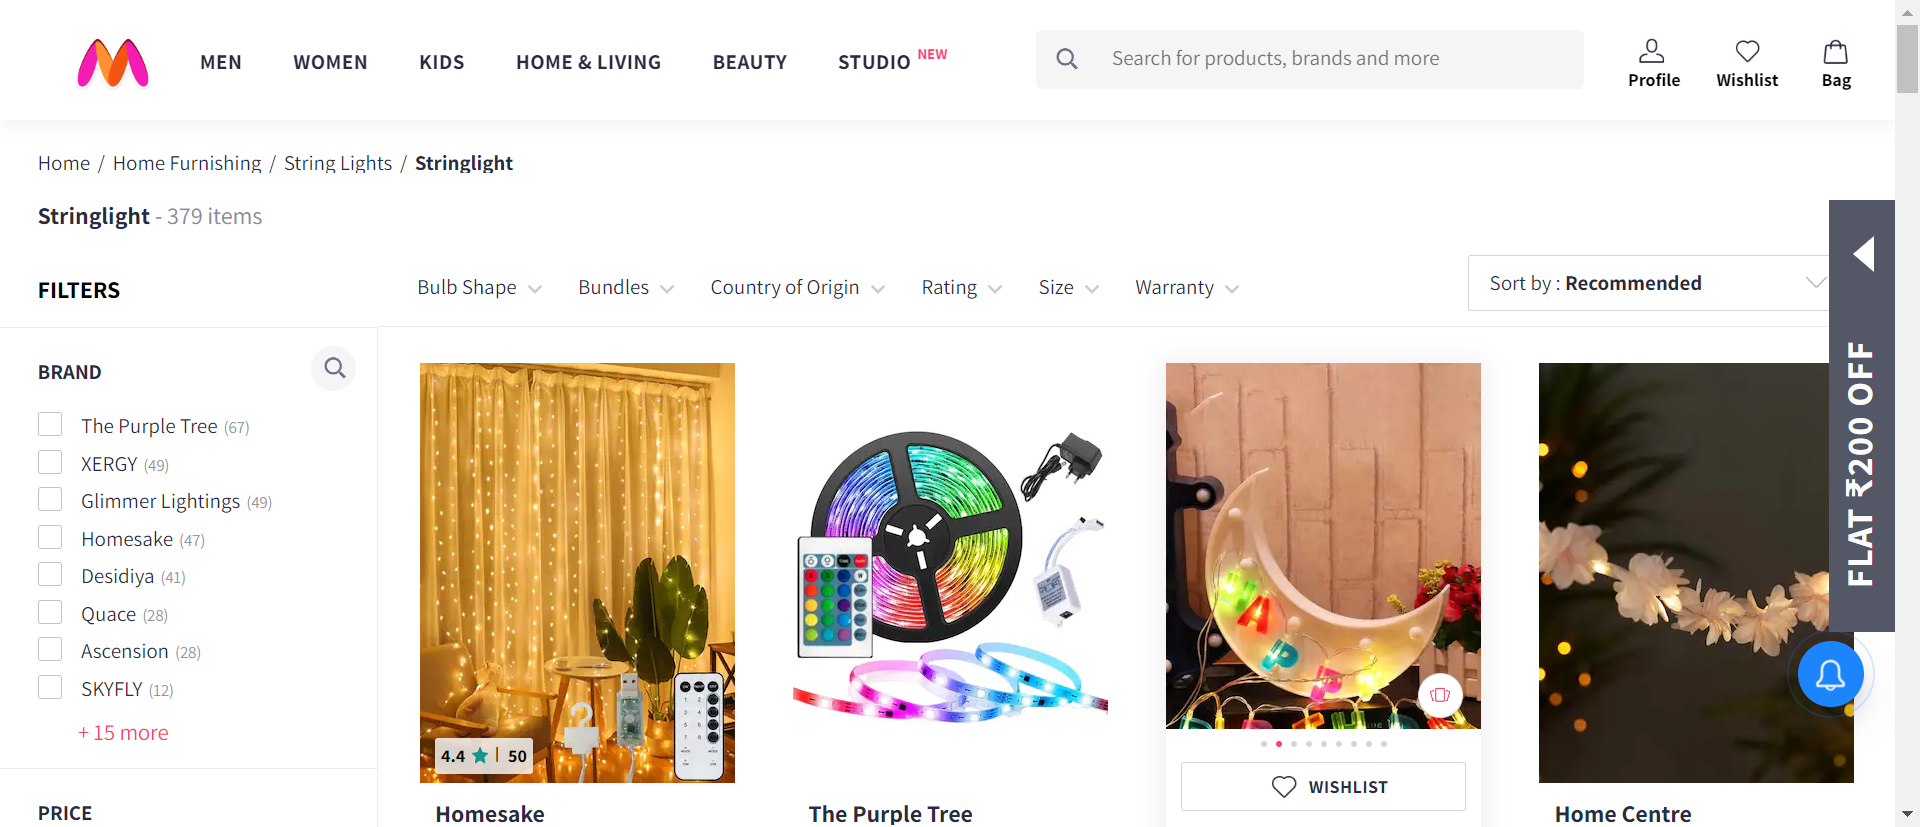 MEN WOMEN KIDS HOME & LIVING BEAUTY STUDIO NEW Search for products, brands and more Profile Wishlist Bag
Home / Home Furnishing / String Lights / Stringlight
Stringlight - 379 items
FILTERS
Bulb Shape Bundles Country of Origin Rating Size Warranty
Sort by : Recommended
BRAND
The Purple Tree (67)
XERGY (49)
Glimmer Lightings (49)
Homesake (47)
Desidiya (41)
Quace (28)
Ascension (28)
SKYFLY (12)
+ 15 more
PRICE
4.4 50
Homesake
The Purple Tree
WISHLIST
Home Centre
FLAT ₹200 OFF